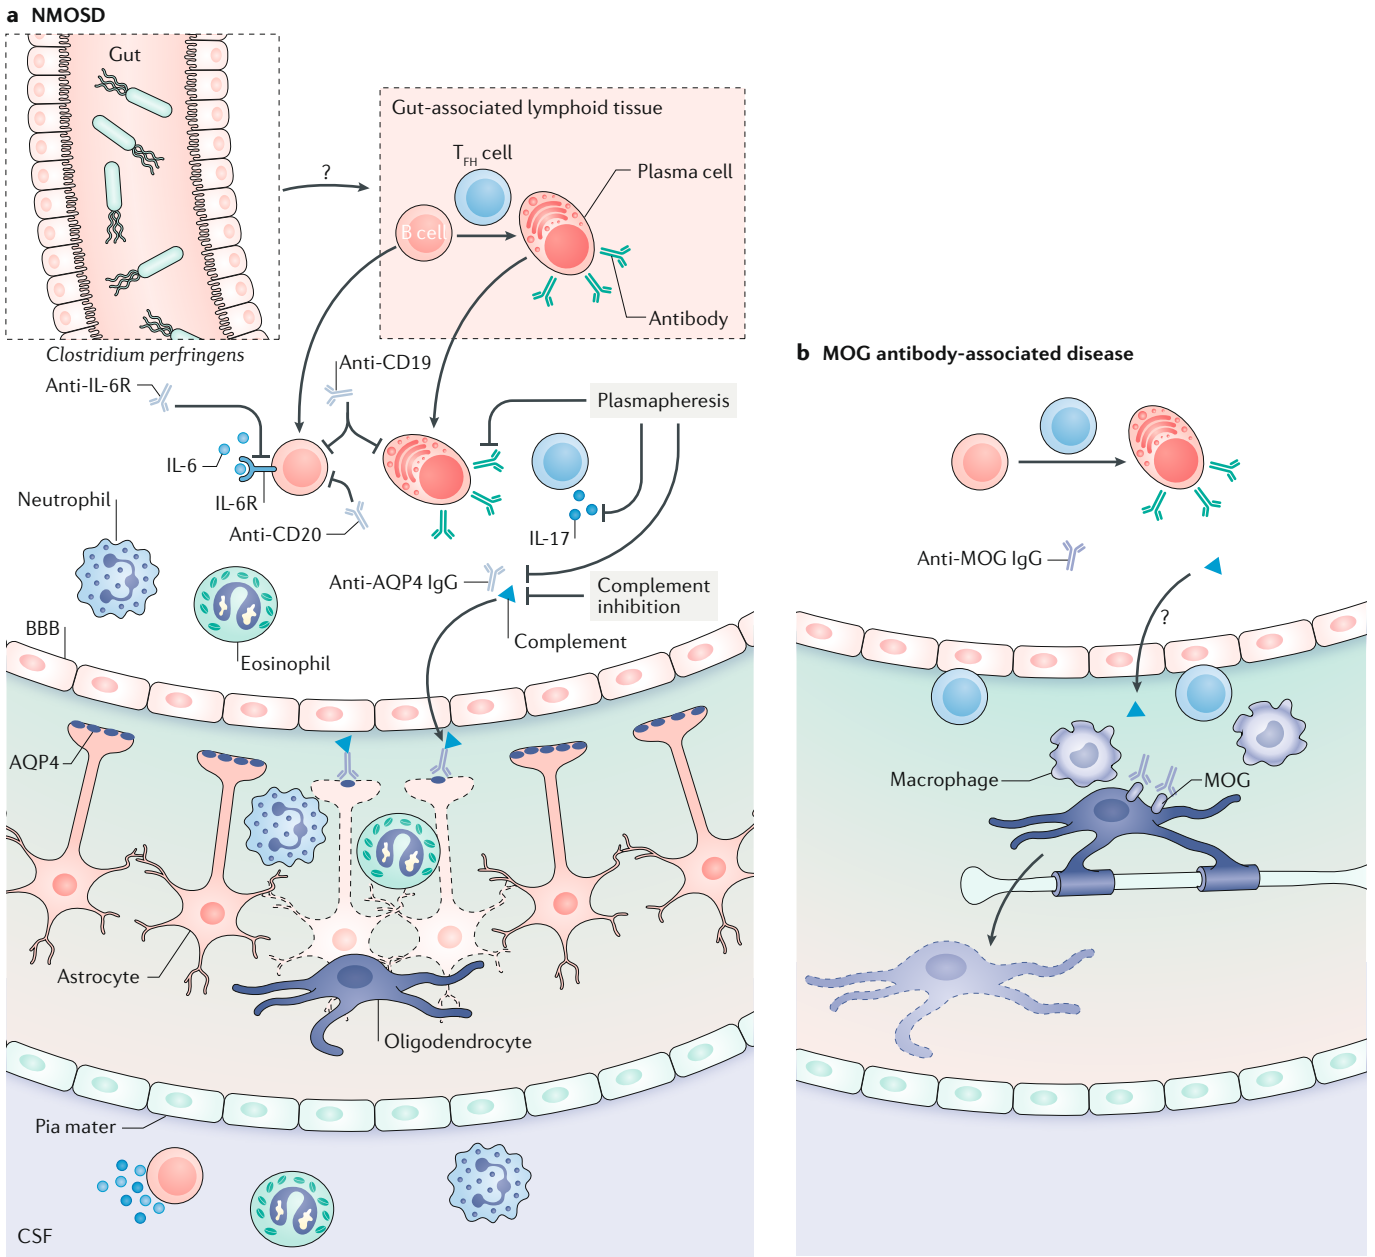 a NMOSD
Gut
Gut-associated lymphoid tissue
TFH cell
Plasma cell
?
B cell
Antibody
Clostridium perfringens
Anti-IL-6R
Anti-CD19
Plasmapheresis
IL-6
IL-6R
Neutrophil
Anti-CD20
IL-17
Anti-AQP4 IgG
Complement
inhibition
BBB
Complement
Eosinophil
AQP4
Astrocyte
Oligodendrocyte
Pia mater
CSF
b MOG antibody-associated disease
Anti-MOG IgG
?
Macrophage
MOG